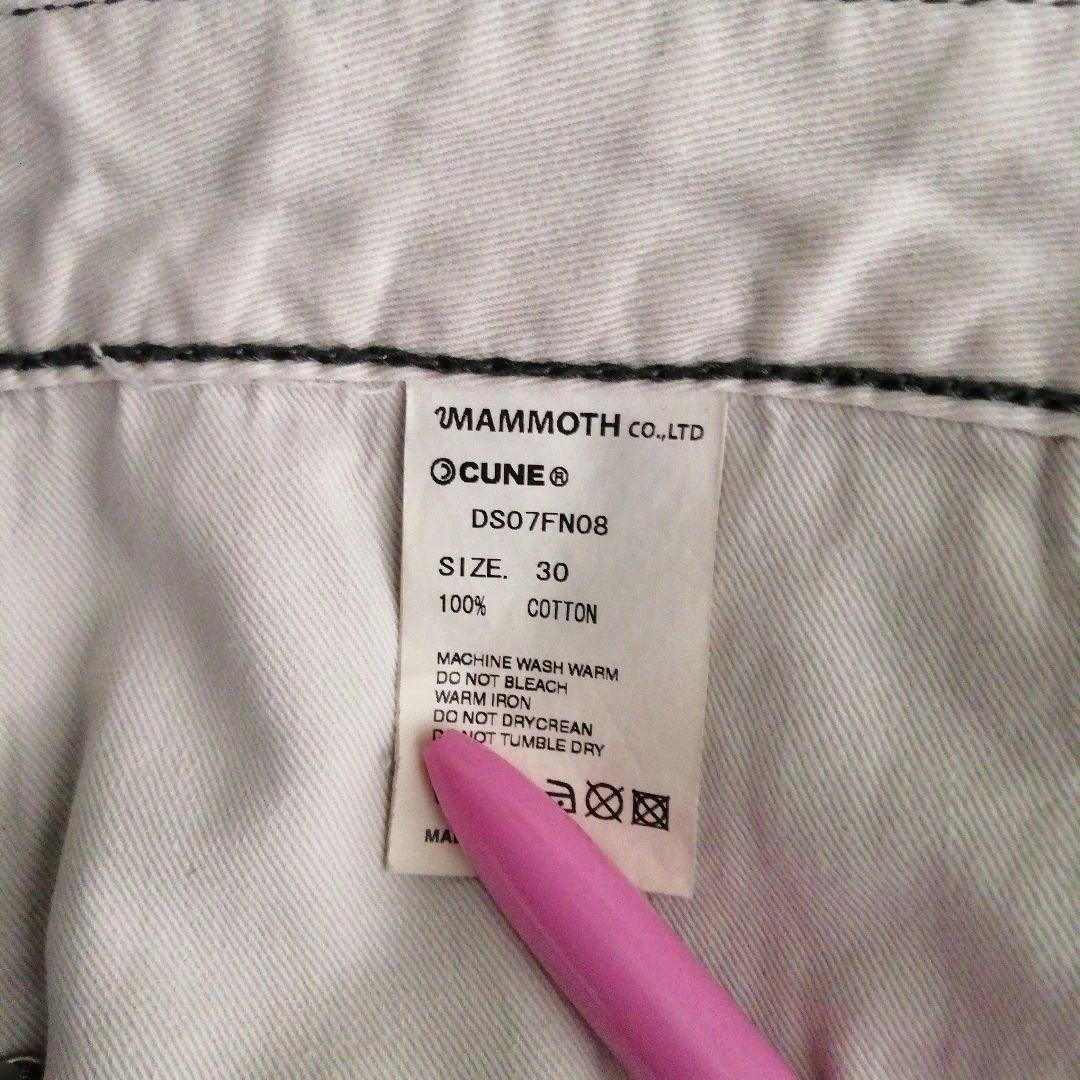 MAMMOTH CO.,LTD
CUNE®
DS07FN08
SIZE. 30
100% COTTON
MACHINE WASH WARM
DO NOT BLEACH
WARM IRON
DO NOT DRYCREAN
NOT TUMBLE DRY